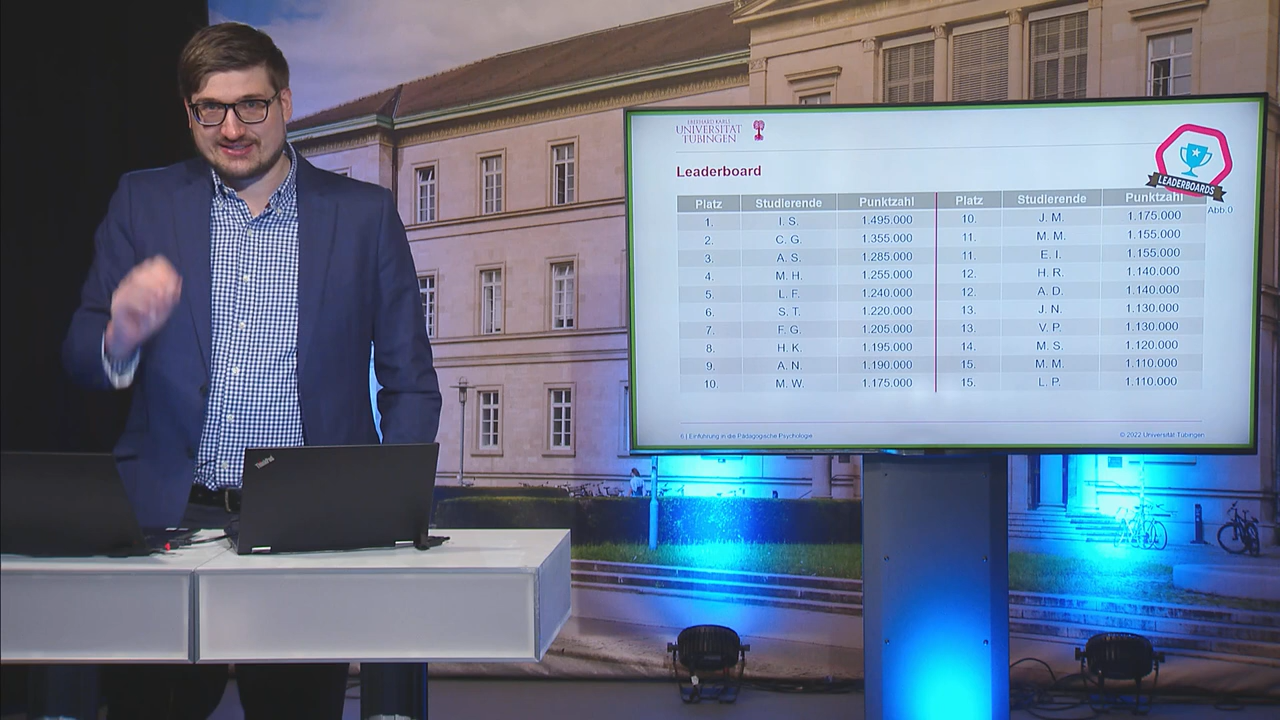 EBERHARD KARLS
UNIVERSITÄT
TÜBINGEN
LEADERBOARDS
Leaderboard
Abb.0
Platz Studierende Punktzahl Platz Studierende Punktzahl
1. I. S. 1.495.000 10. J. M. 1.175.000
2. C. G. 1.355.000 11. M. M. 1.155.000
3. A. S. 1.285.000 11. E. I. 1.155.000
4. M. H. 1.255.000 12. H. R. 1.140.000
5. L. F. 1.240.000 12. A. D. 1.140.000
6. S. T. 1.220.000 13. J. N. 1.130.000
7. F. G. 1.205.000 13. V. P. 1.130.000
8. H. K. 1.195.000 14. M. S. 1.120.000
9. A. N. 1.190.000 15. M. M. 1.110.000
10. M. W. 1.175.000 15. L. P. 1.110.000
6 | Einführung in die Pädagogische Psychologie
© 2022 Universität Tübingen
ThinkPad